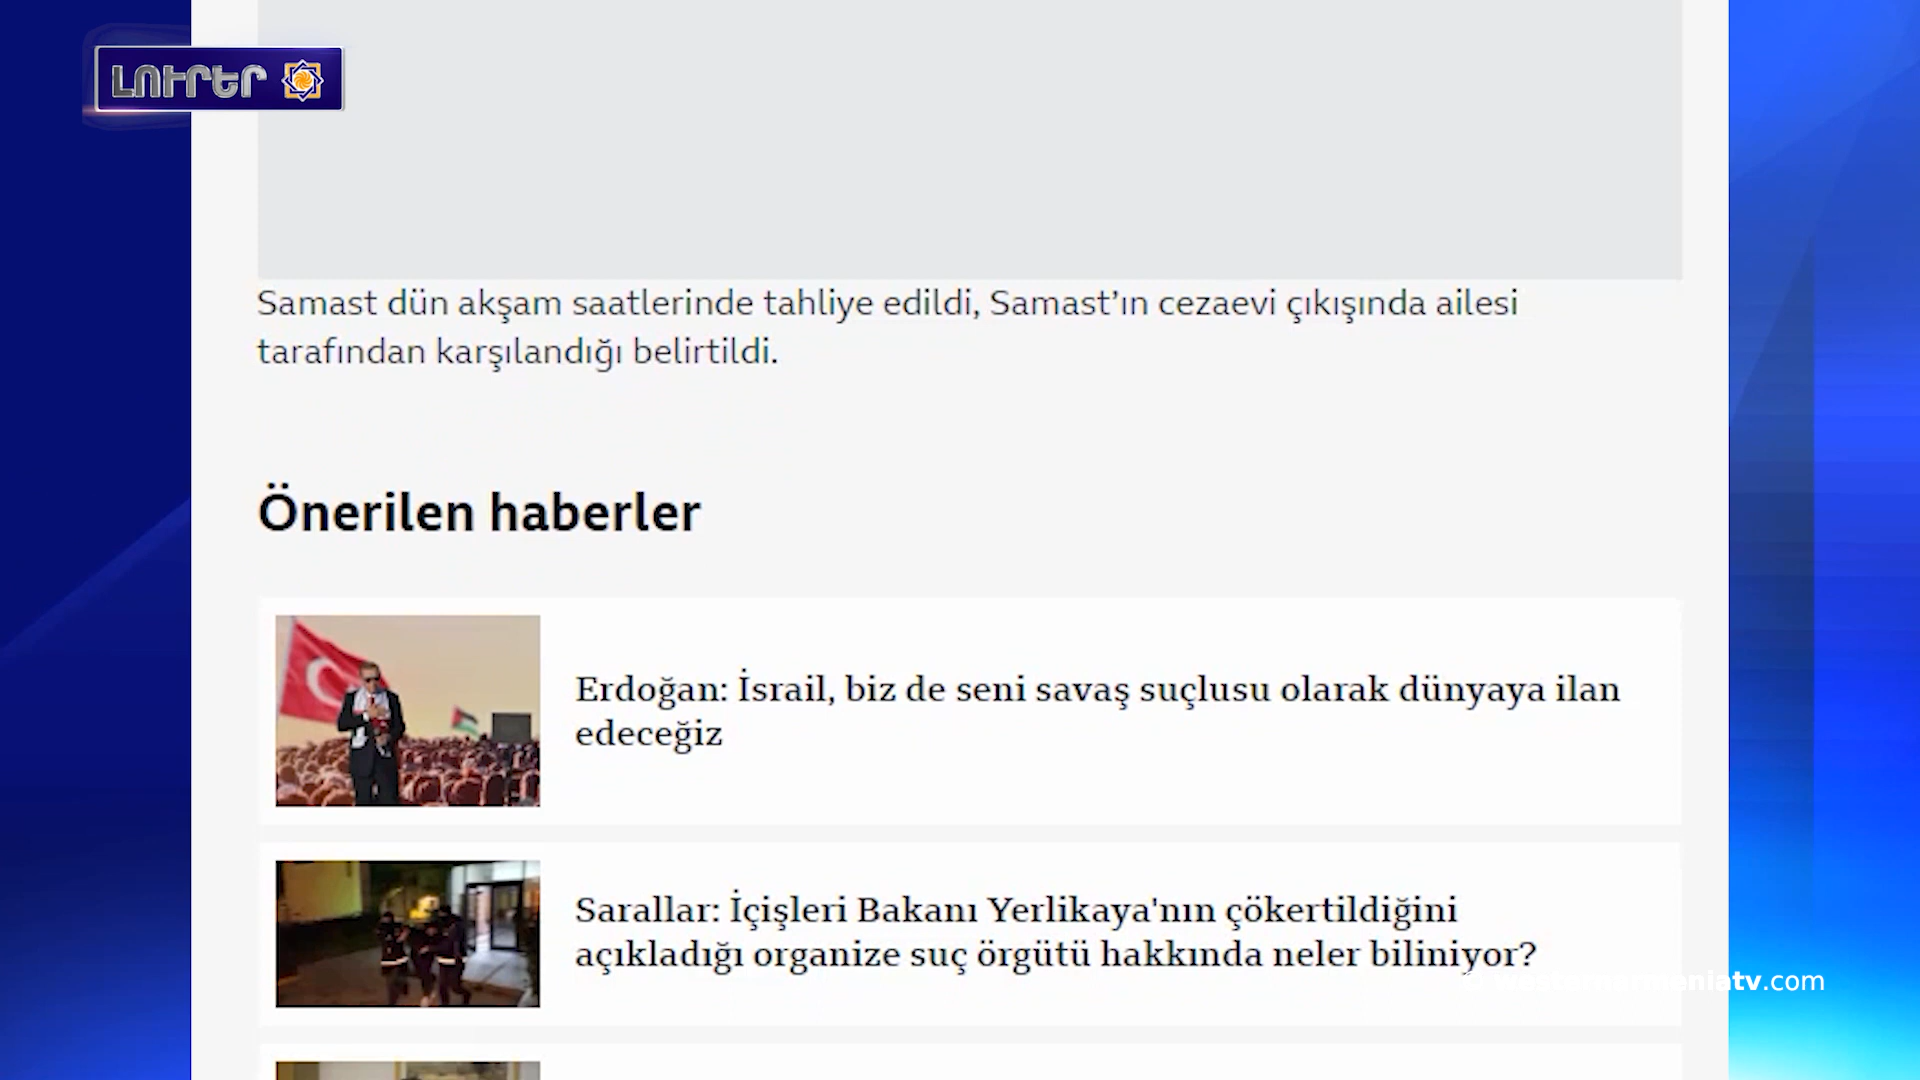 ԼՈՒՐԵՐ
Samast dün akşam saatlerinde tahliye edildi, Samast’ın cezaevi çıkışında ailesi
tarafından karşılandığı belirtildi.
Önerilen haberler
Erdoğan: İsrail, biz de seni savaş suçlusu olarak dünyaya ilan
edeceğiz
Sarallar: İçişleri Bakanı Yerlikaya'nın çökertildiğini
açıkladığı organize suç örgütü hakkında neler biliniyor?
© westernarmeniatv.com